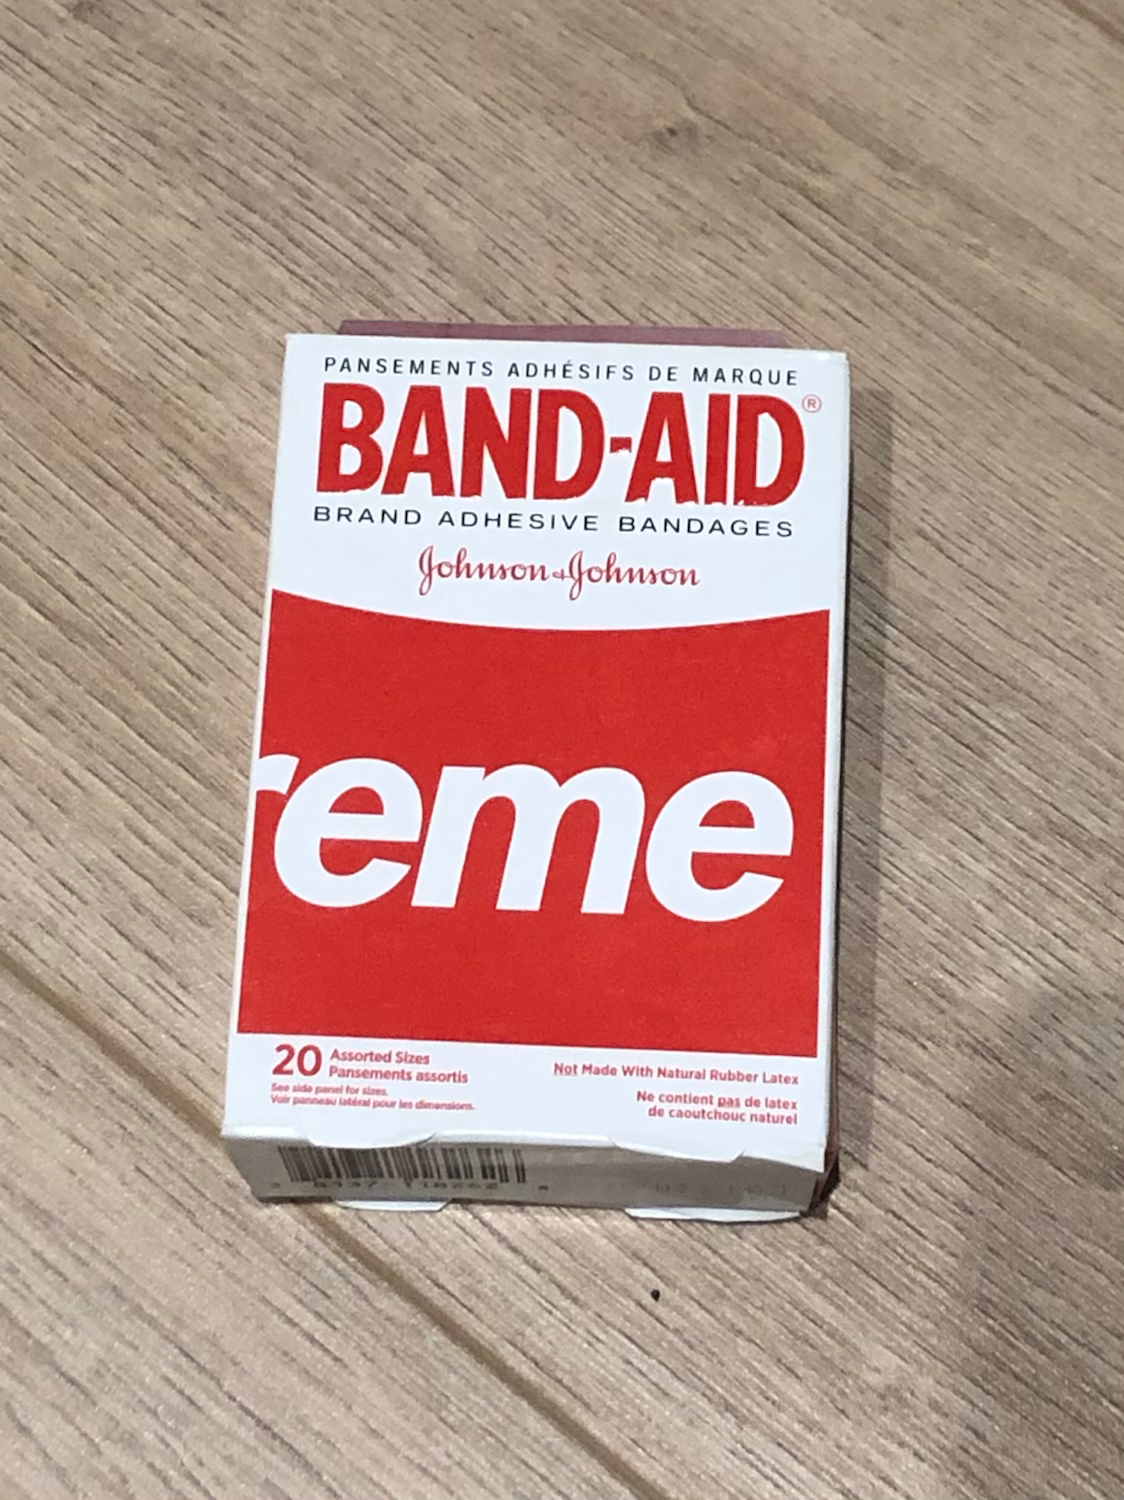 PANSEMENTS ADHÉSIFS DE MARQUE
BAND-AID®
BRAND ADHESIVE BANDAGES
Johnson & Johnson
reme
20 Assorted Sizes
Pansements assortis
See side panel for sizes.
Voir panneau latéral pour les dimensions.
Not Made With Natural Rubber Latex
Ne contient pas de latex
de caoutchouc naturel